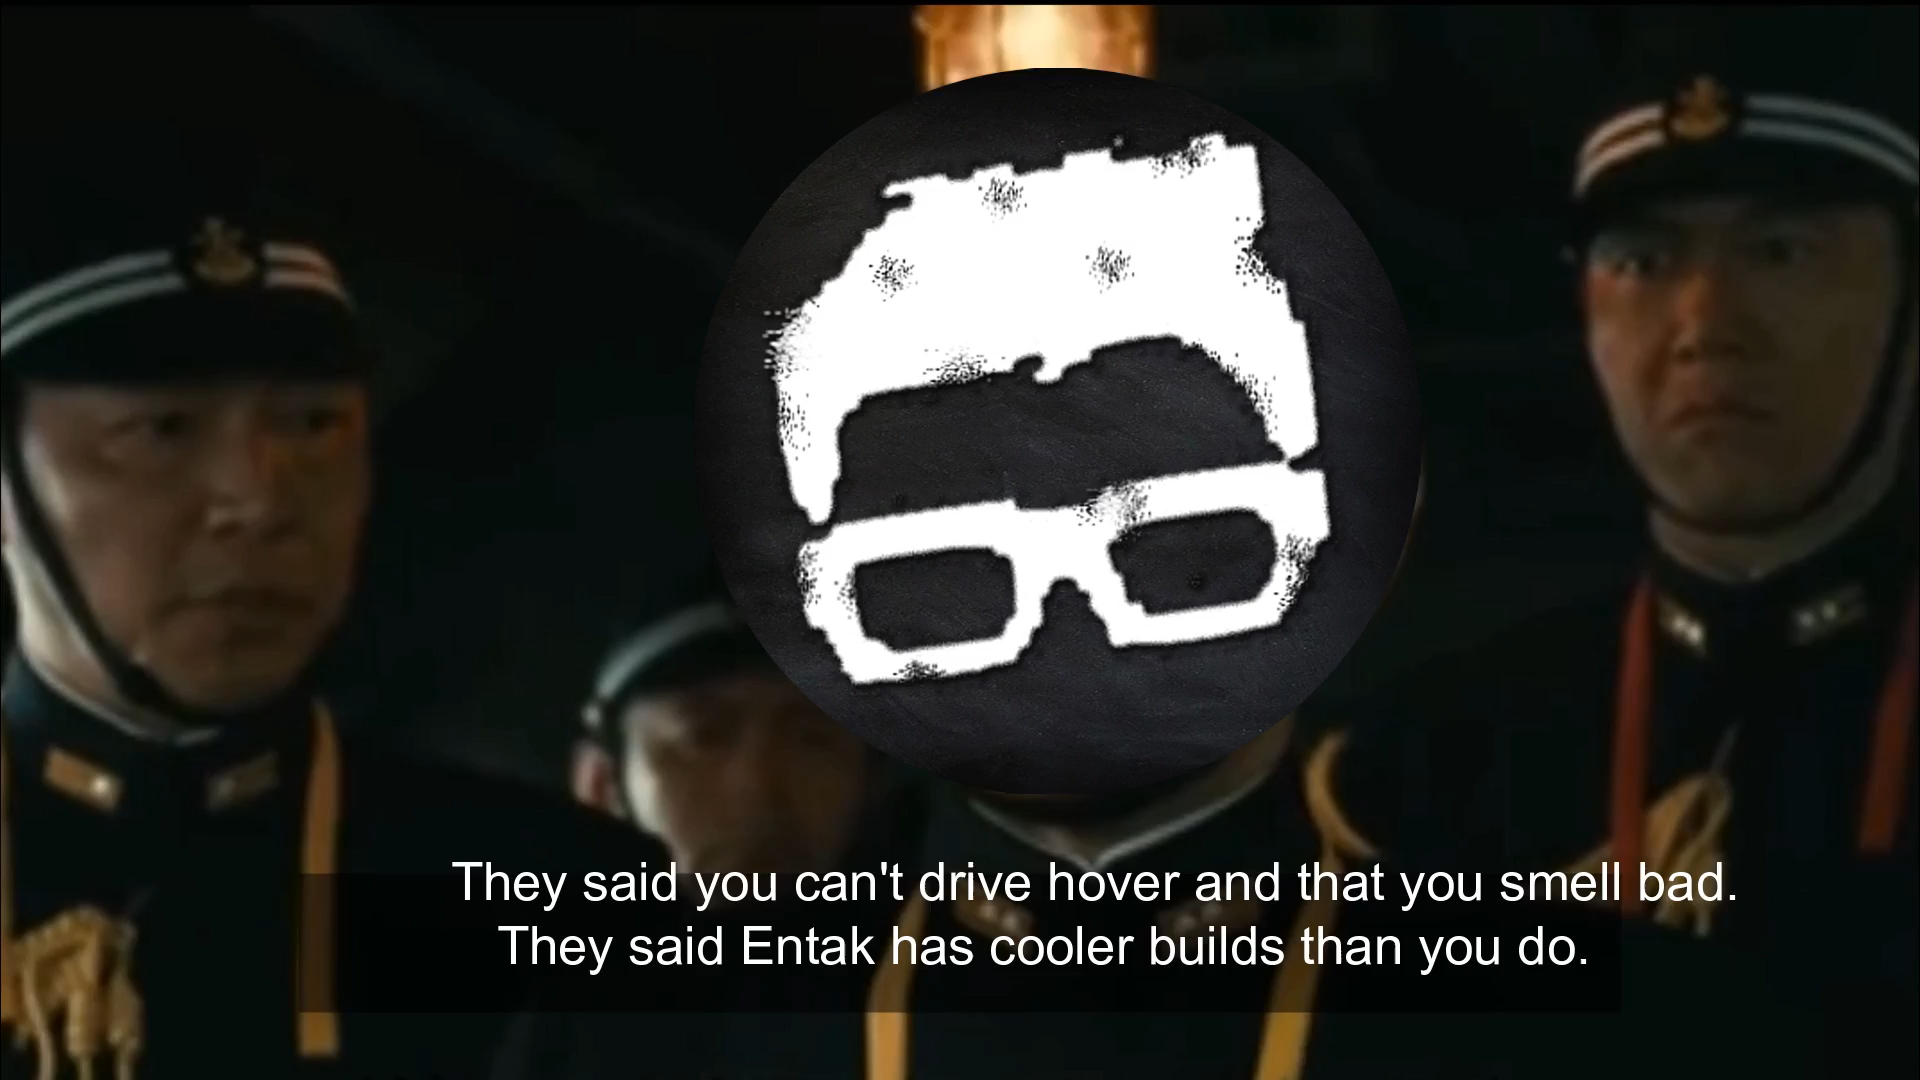 They said you can't drive hover and that you smell bad.
They said Entak has cooler builds than you do.